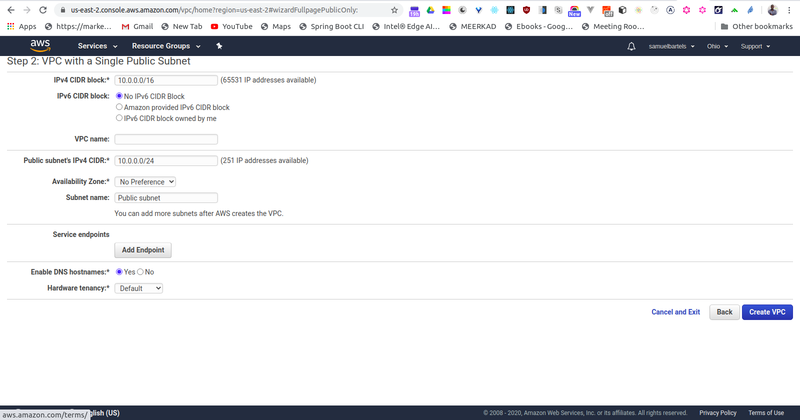 us-east-2.console.aws.amazon.com/vpc/home?region=us-east-2#wizardFullpagePublicOnly:
Apps https://marke... Gmail New Tab YouTube Maps Spring Boot CLI Intel® Edge AI... MEERKAD Ebooks - Goog... Meeting Roo... Other bookmarks
aws Services Resource Groups samuelbartels Ohio Support
Step 2: VPC with a Single Public Subnet
IPv4 CIDR block:* 10.0.0.0/16 (65531 IP addresses available)
IPv6 CIDR block: No IPv6 CIDR Block
Amazon provided IPv6 CIDR block
IPv6 CIDR block owned by me
VPC name:
Public subnet's IPv4 CIDR:* 10.0.0.0/24 (251 IP addresses available)
Availability Zone:* No Preference
Subnet name: Public subnet
You can add more subnets after AWS creates the VPC.
Service endpoints
Add Endpoint
Enable DNS hostnames:* Yes No
Hardware tenancy:* Default
Cancel and Exit Back Create VPC
aws.amazon.com/terms/ glish (US) © 2008 - 2020, Amazon Web Services, Inc. or its affiliates. All rights reserved. Privacy Policy Terms of Use